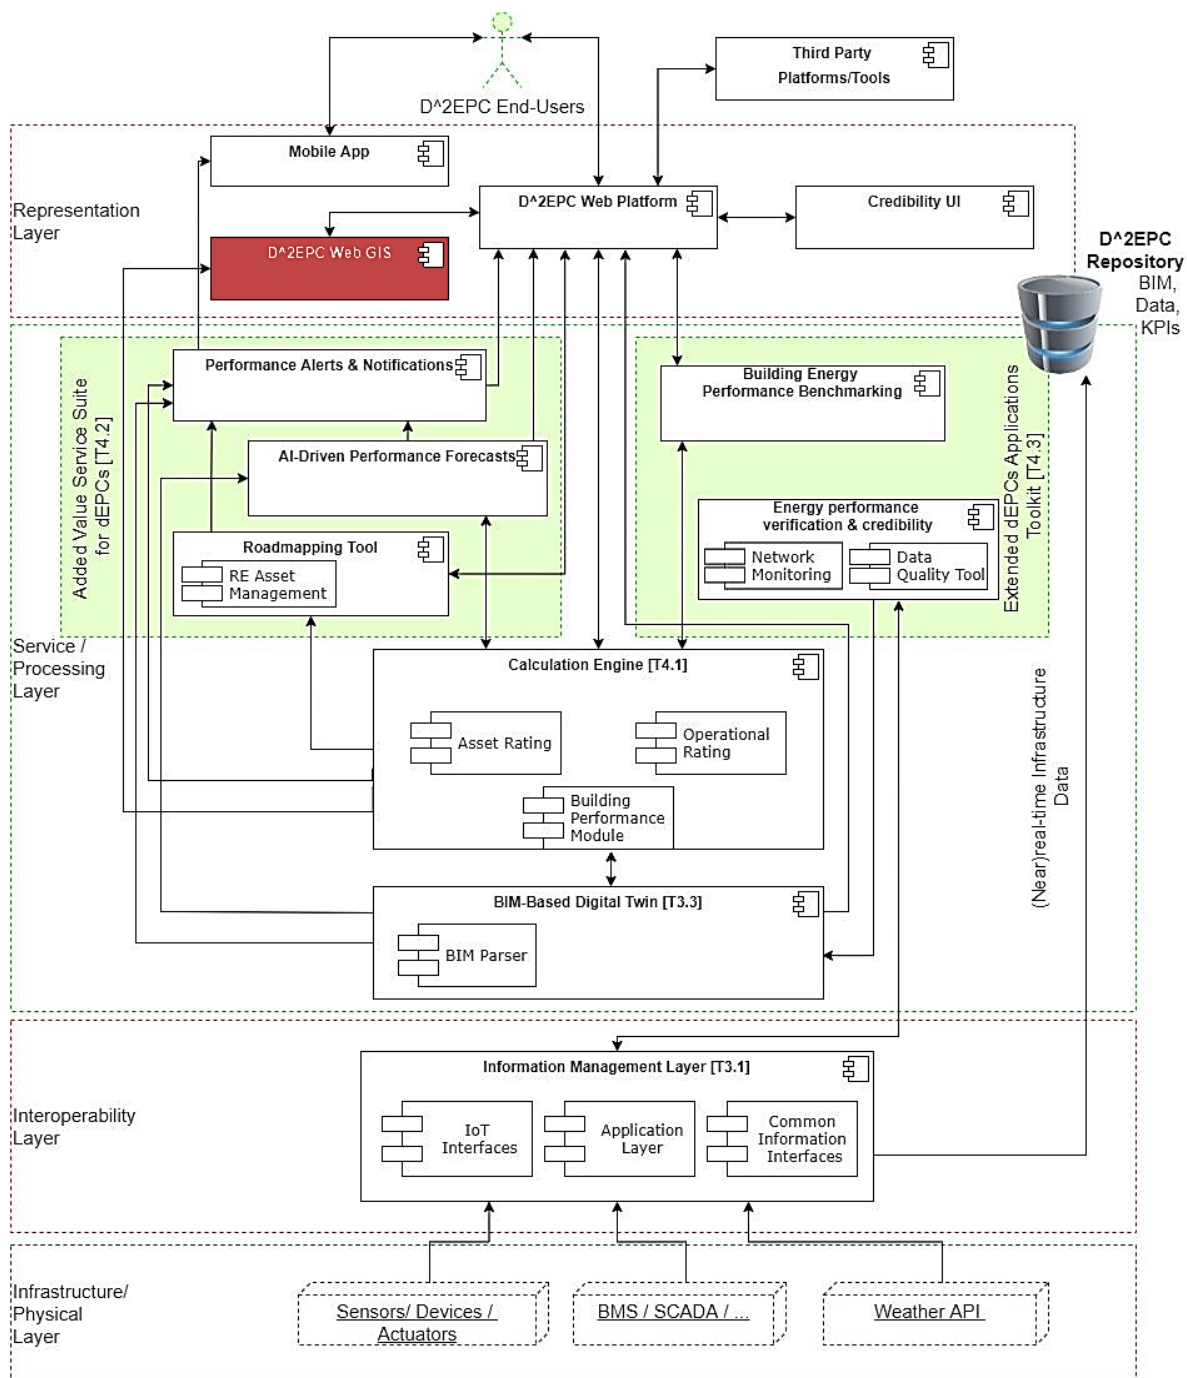 D^2EPC End-Users
Third Party
Platforms/Tools
Mobile App
Representation
Layer
D^2EPC Web Platform
Credibility UI
D^2EPC Web GIS
D^2EPC
Repository
BIM,
Data,
KPIs
Added Value Service Suite
for dEPCs [T4.2]
Performance Alerts & Notifications
AI-Driven Performance Forecasts
Roadmapping Tool
RE Asset
Management
Building Energy
Performance Benchmarking
Energy performance
verification & credibility
Network
Monitoring
Data
Quality Tool
Extended dEPCs Applications
Toolkit [T4.3]
Service /
Processing
Layer
Calculation Engine [T4.1]
Asset Rating
Operational
Rating
Building
Performance
Module
(Near)real-time Infrastructure
Data
BIM-Based Digital Twin [T3.3]
BIM Parser
Interoperability
Layer
Information Management Layer [T3.1]
IoT
Interfaces
Application
Layer
Common
Information
Interfaces
Infrastructure/
Physical
Layer
Sensors/ Devices /
Actuators
BMS / SCADA / ...
Weather API